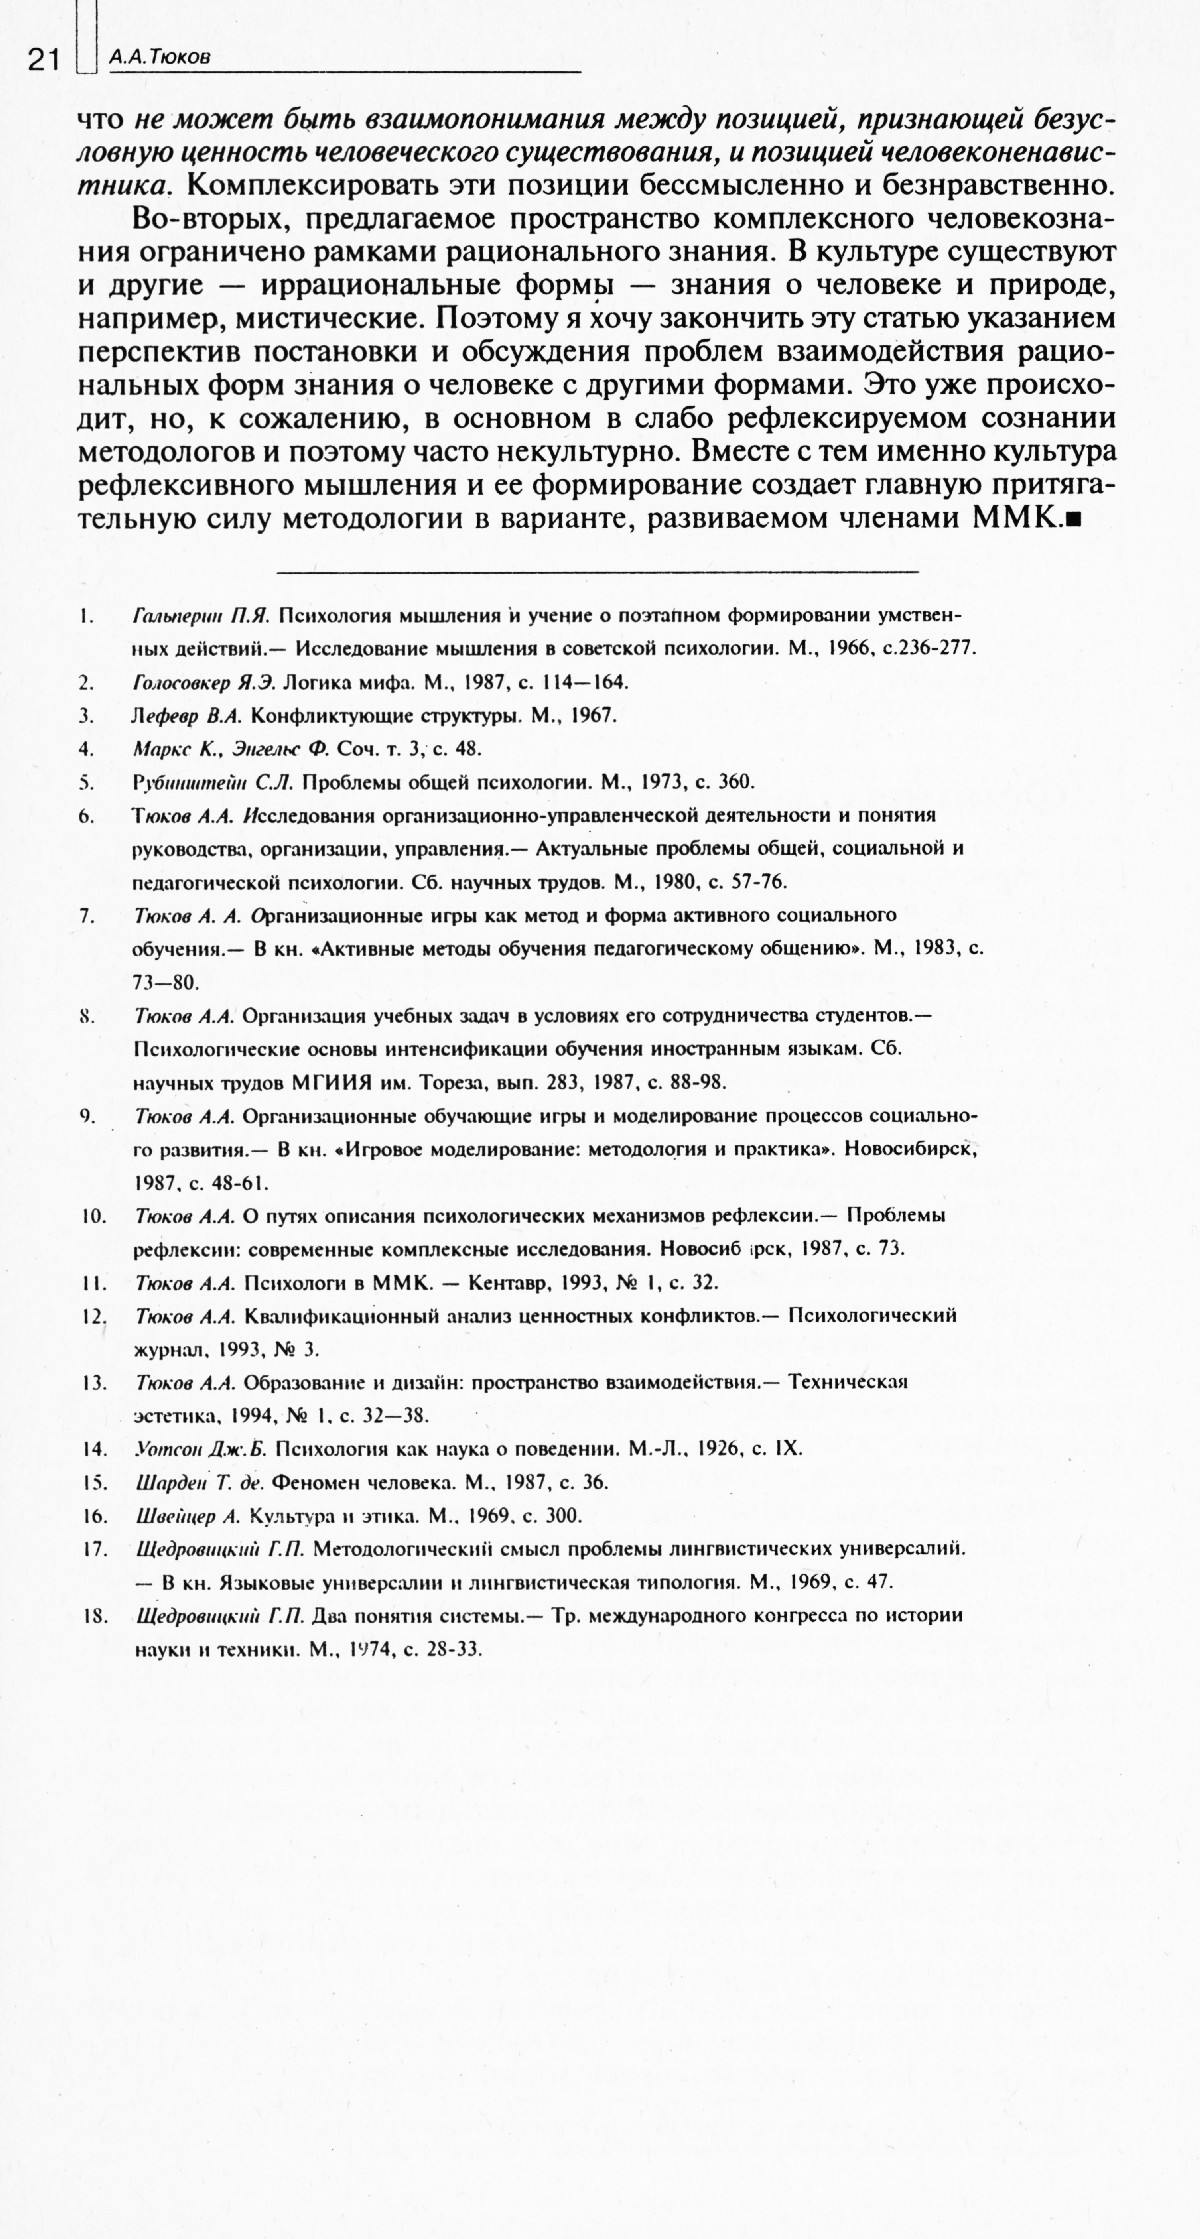 21
А.А.Тюков
что не может быть взаимопонимания между позицией, признающей безус-
ловную ценность человеческого существования, и позицией человеконенавис-
тника. Комплексировать эти позиции бессмысленно и безнравственно.
Во-вторых, предлагаемое пространство комплексного человекозна-
ния ограничено рамками рационального знания. В культуре существуют
и другие — иррациональные формы — знания о человеке и природе,
например, мистические. Поэтому я хочу закончить эту статью указанием
перспектив постановки и обсуждения проблем взаимодействия рацио-
нальных форм знания о человеке с другими формами. Это уже происхо-
дит, но, к сожалению, в основном в слабо рефлексируемом сознании
методологов и поэтому часто некультурно. Вместе с тем именно культура
рефлексивного мышления и ее формирование создает главную притяга-
тельную силу методологии в варианте, развиваемом членами ММК.■
1. Гальперин П.Я. Психология мышления и учение о поэтапном формировании умствен-
ных действий.— Исследование мышления в советской психологии. М., 1966, с.236-277.
2. Голосовкер Я.Э. Логика мифа. М., 1987, с. 114—164.
3. Лефевр В.А. Конфликтующие структуры. М., 1967.
4. Маркс К., Энгельс Ф. Соч. т. 3, с. 48.
5. Рубинштейн С.Л. Проблемы общей психологии. М., 1973, с. 360.
6. Тюков А.А. Исследования организационно-управленческой деятельности и понятия
руководства, организации, управления.— Актуальные проблемы общей, социальной и
педагогической психологии. Сб. научных трудов. М., 1980, с. 57-76.
7. Тюков А. А. Организационные игры как метод и форма активного социального
обучения.— В кн. «Активные методы обучения педагогическому общению». М., 1983, с.
73—80.
8. Тюков А.А. Организация учебных задач в условиях его сотрудничества студентов.—
Психологические основы интенсификации обучения иностранным языкам. Сб.
научных трудов МГИИЯ им. Тореза, вып. 283, 1987, с. 88-98.
9. Тюков А.А. Организационные обучающие игры и моделирование процессов социально-
го развития.— В кн. «Игровое моделирование: методология и практика». Новосибирск,
1987, с. 48-61.
10. Тюков А.А. О путях описания психологических механизмов рефлексии.— Проблемы
рефлексии: современные комплексные исследования. Новосибирск, 1987, с. 73.
11. Тюков А.А. Психологи в ММК. — Кентавр, 1993, № 1, с. 32.
12. Тюков А.А. Квалификационный анализ ценностных конфликтов.— Психологический
журнал, 1993, № 3.
13. Тюков А.А. Образование и дизайн: пространство взаимодействия.— Техническая
эстетика, 1994, № 1, с. 32—38.
14. Уотсон Дж.Б. Психология как наука о поведении. М.-Л., 1926, с. IX.
15. Шарден Т. де. Феномен человека. М., 1987, с. 36.
16. Швейцер А. Культура и этика. М., 1969, с. 300.
17. Щедровицкий Г.П. Методологический смысл проблемы лингвистических универсалий.
— В кн. Языковые универсалии и лингвистическая типология. М., 1969, с. 47.
18. Щедровицкий Г.П. Два понятия системы.— Тр. международного конгресса по истории
науки и техники. М., 1974, с. 28-33.